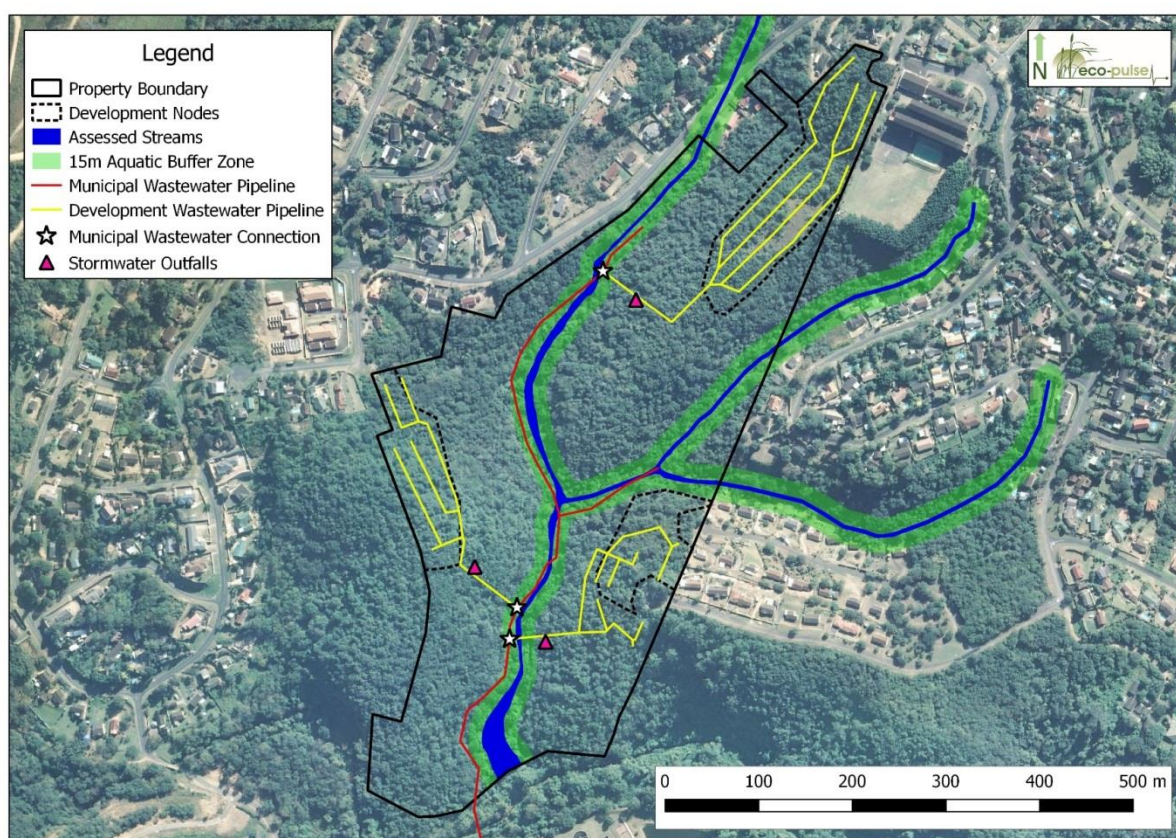 Legend
Property Boundary
Development Nodes
Assessed Streams
15m Aquatic Buffer Zone
Municipal Wastewater Pipeline
Development Wastewater Pipeline
Municipal Wastewater Connection
Stormwater Outfalls
N eco-pulse
0 100 200 300 400 500 m